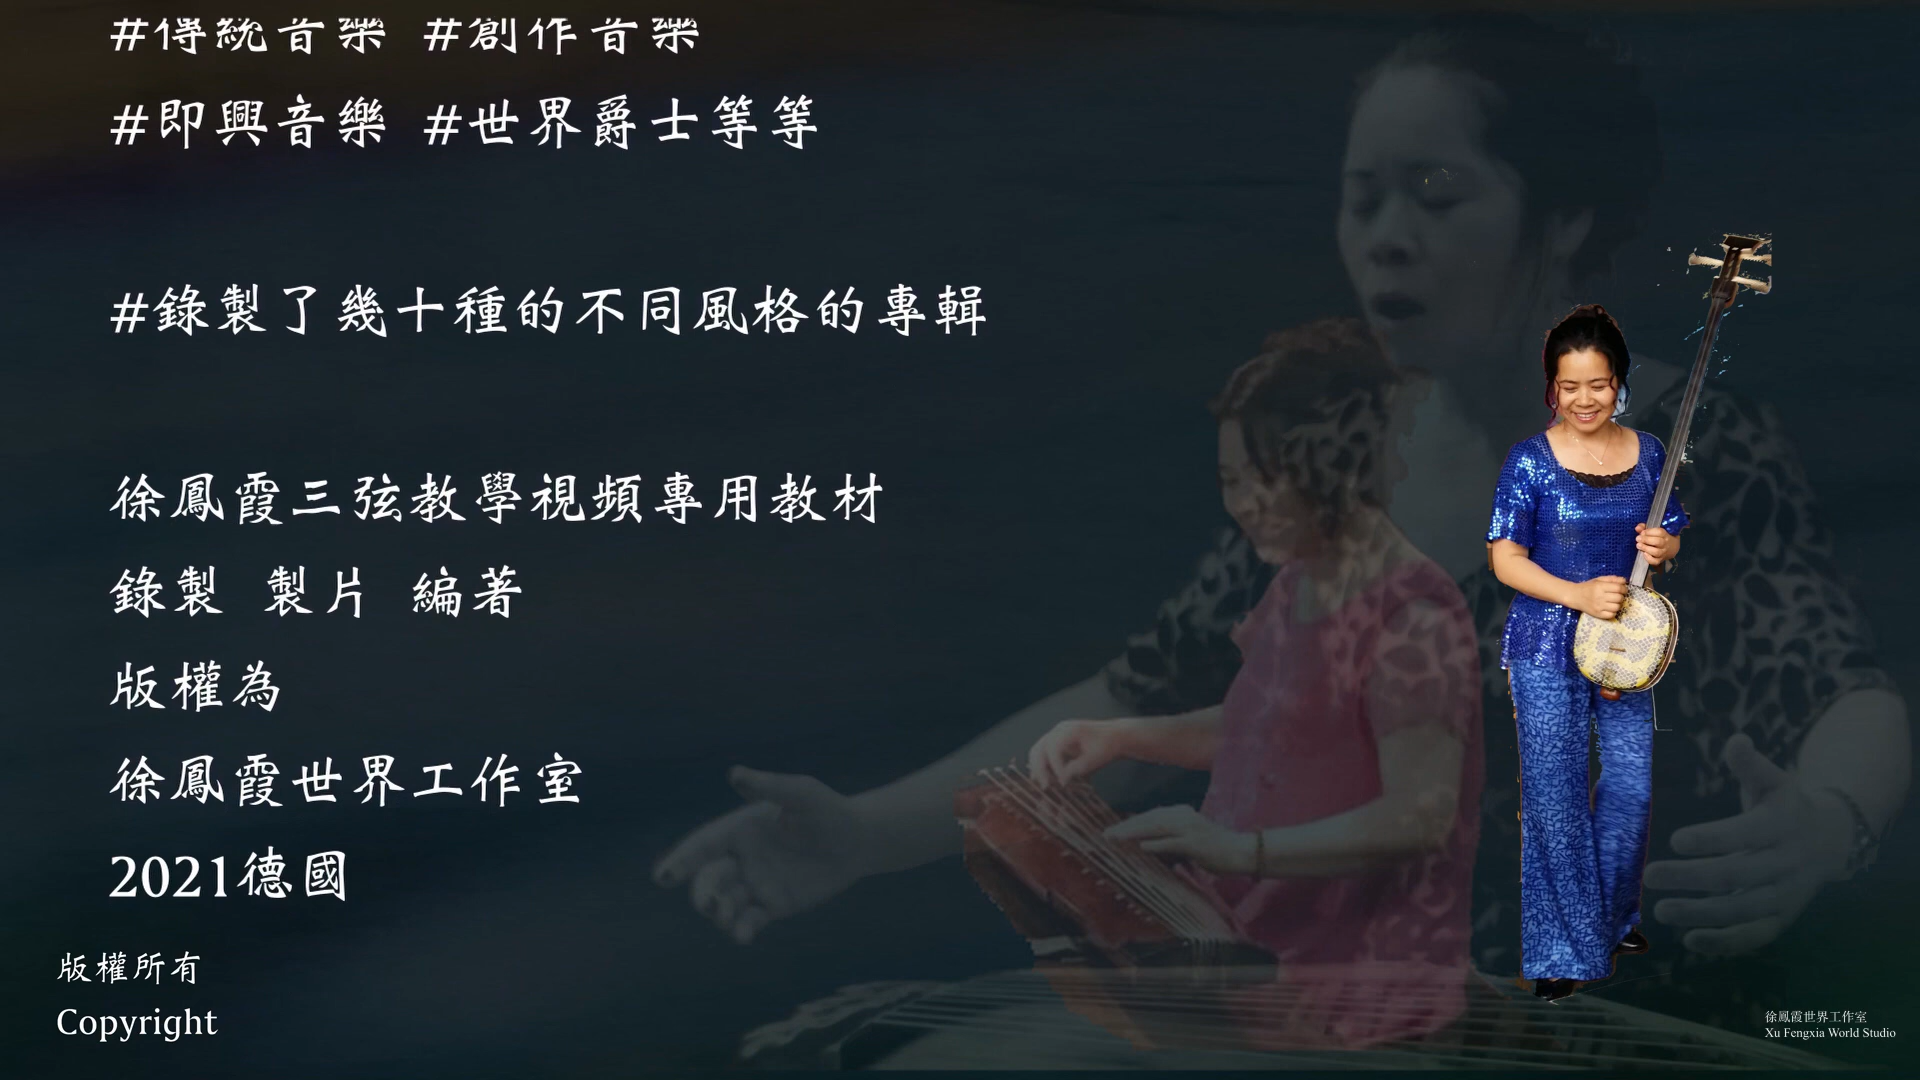 #傳統音樂 #創作音樂
#即興音樂 #世界爵士等等
#錄製了幾十種的不同風格的專輯
徐鳳霞三弦教學視頻專用教材
錄製 製片 編著
版權為
徐鳳霞世界工作室
2021德國
版權所有
Copyright
徐鳳霞世界工作室
Xu Fengxia World Studio